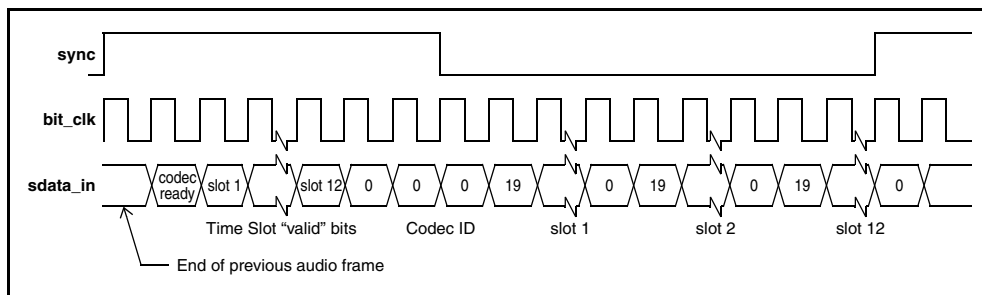 sync
bit_clk
sdata_in
codec
ready
slot 1
slot 12
0
0
0
19
0
19
0
19
0
Time Slot “valid” bits
Codec ID
slot 1
slot 2
slot 12
End of previous audio frame